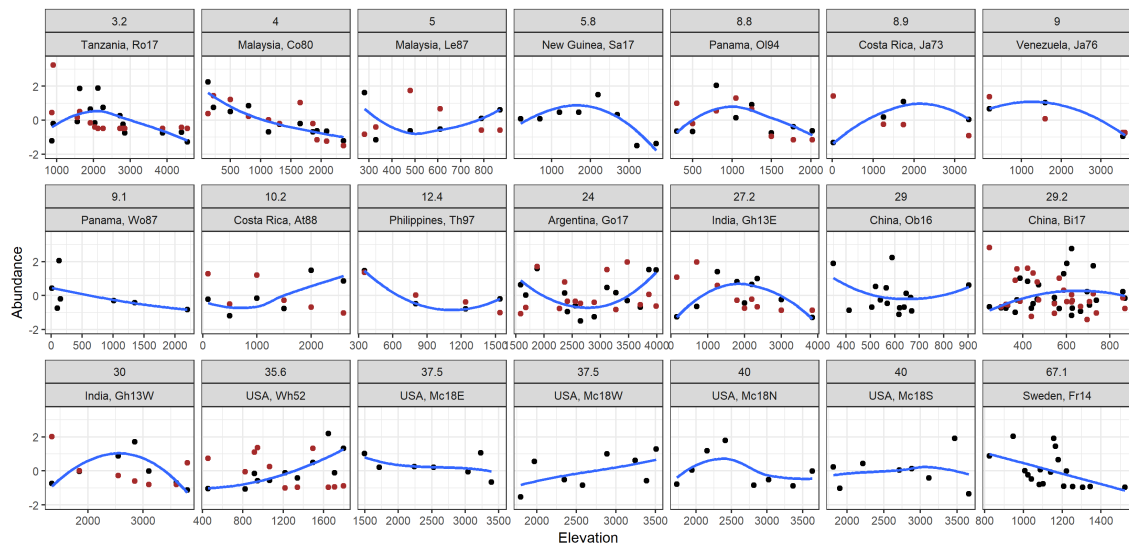 3.2 4 5 5.8 8.8 8.9 9
Tanzania, Ro17 Malaysia, Co80 Malaysia, Le87 New Guinea, Sa17 Panama, Ol94 Costa Rica, Ja73 Venezuela, Ja76
2
0
-2
1000 2000 3000 4000 500 1000 1500 2000 300 400 500 600 700 800 0 1000 2000 3000 500 1000 1500 2000 0 1000 2000 3000 1000 2000 3000
9.1 10.2 12.4 24 27.2 29 29.2
Panama, Wo87 Costa Rica, At88 Philippines, Th97 Argentina, Go17 India, Gh13E China, Ob16 China, Bi17
Abundance
2
0
-2
0 500 1000 1500 2000 500 1000 1500 2000 2500 600 900 1200 1500 2000 2500 3000 3500 4000 0 1000 2000 3000 4000 400 500 600 700 800 900 400 600 800
30 35.6 37.5 37.5 40 40 67.1
India, Gh13W USA, Wh52 USA, Mc18E USA, Mc18W USA, Mc18N USA, Mc18S Sweden, Fr14
2
0
-2
2000 3000 400 800 1200 1600 1500 2000 2500 3000 3500 2000 2500 3000 3500 2000 2500 3000 3500 2000 2500 3000 3500 800 1000 1200 1400
Elevation